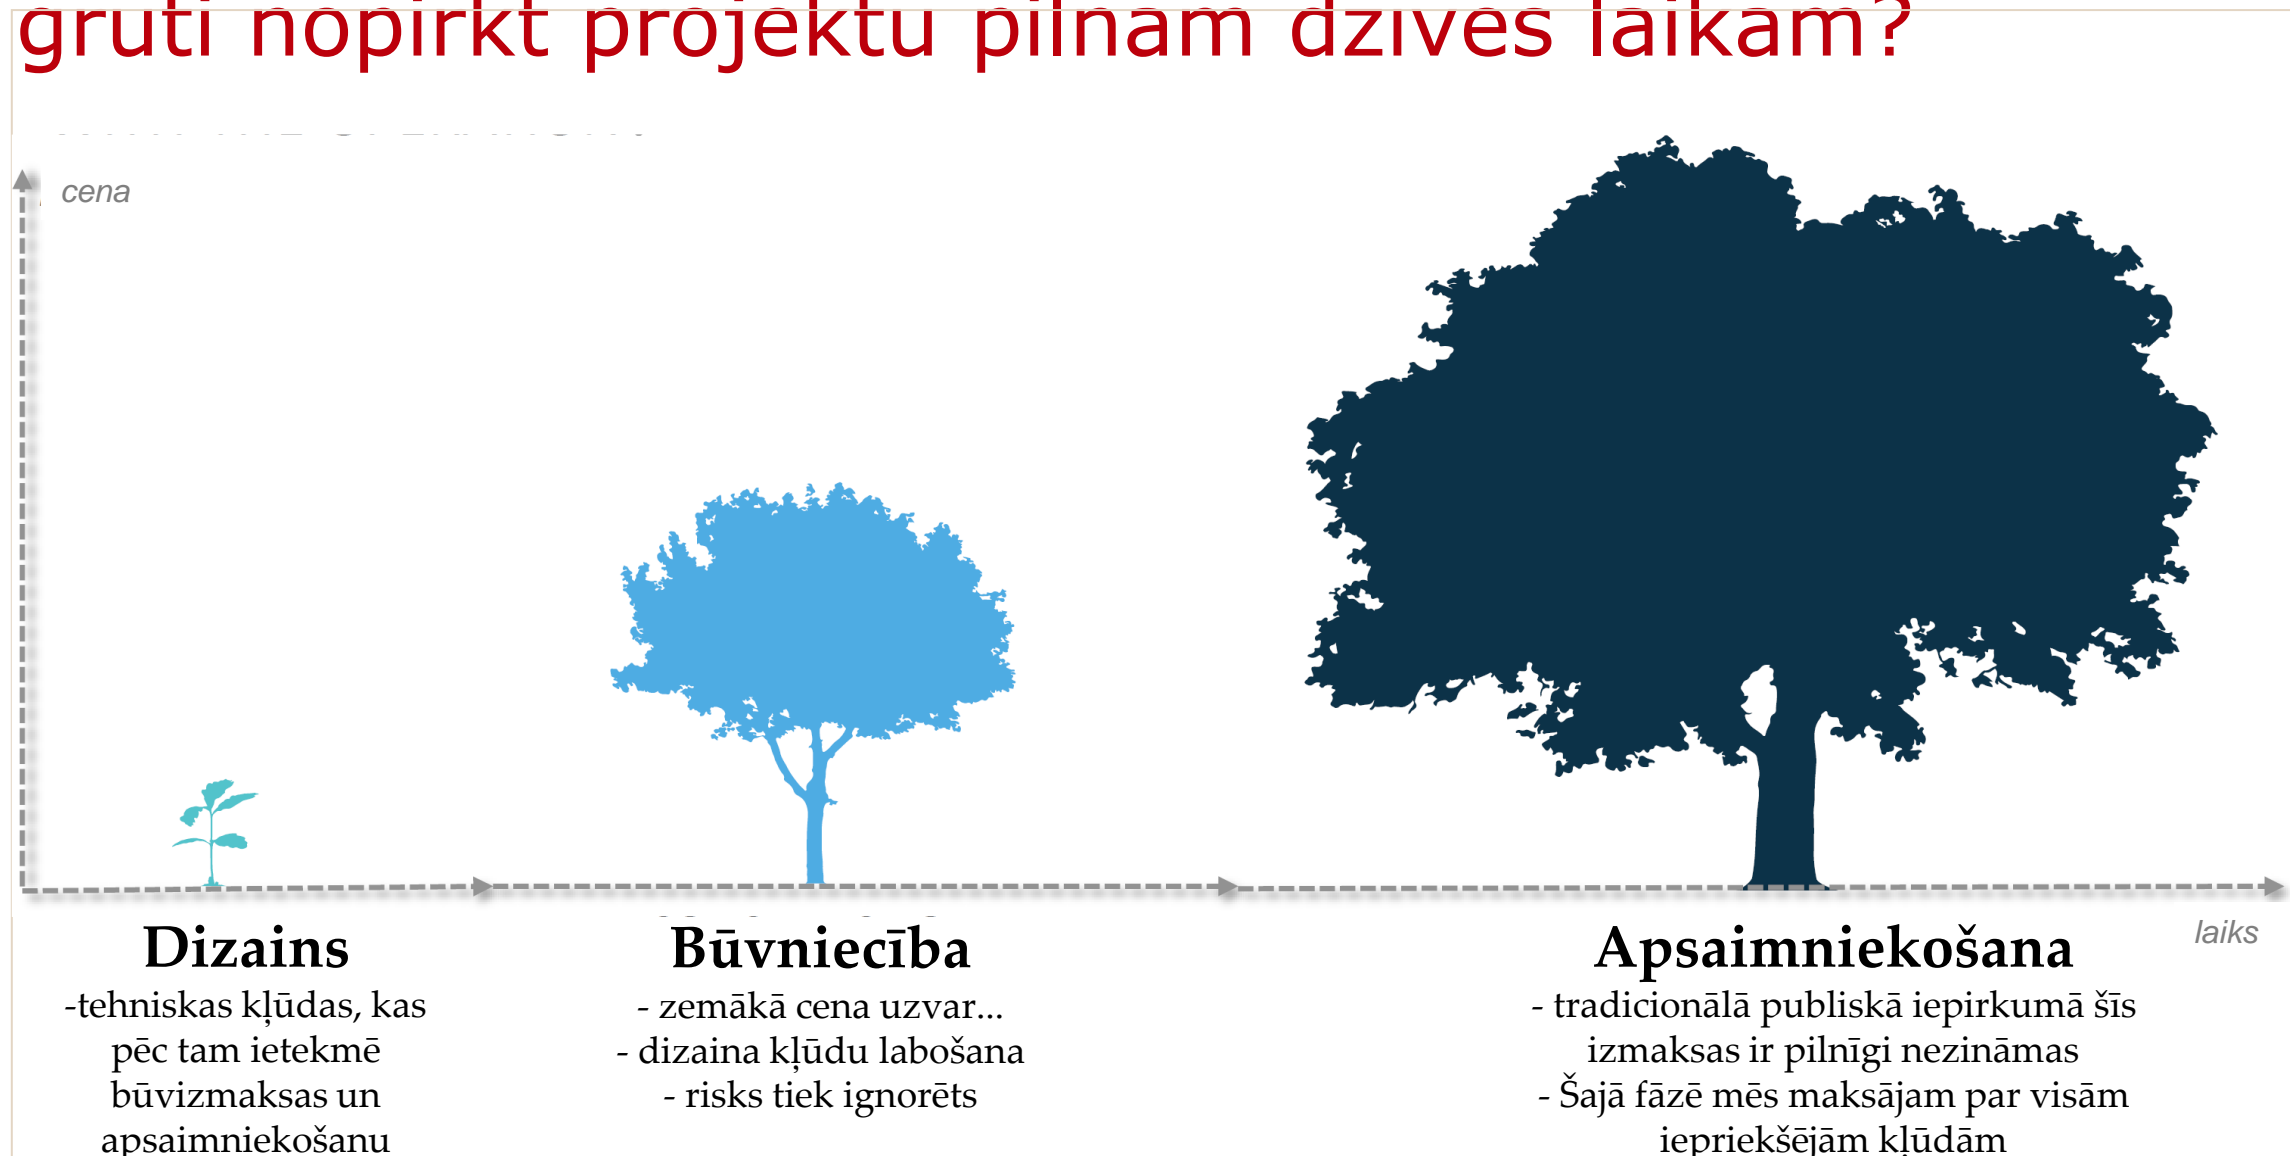 grūti nopirkt projektu pilnam dzīves laikam?
cena
laiks
Dizains
-tehniskas kļūdas, kas
pēc tam ietekmē
būvizmaksas un
apsaimniekošanu
Būvniecība
- zemākā cena uzvar...
- dizaina kļūdu labošana
- risks tiek ignorēts
Apsaimniekošana
- tradicionālā publiskā iepirkumā šīs
izmaksas ir pilnīgi nezināmas
- Šajā fāzē mēs maksājam par visām
iepriekšējām kļūdām